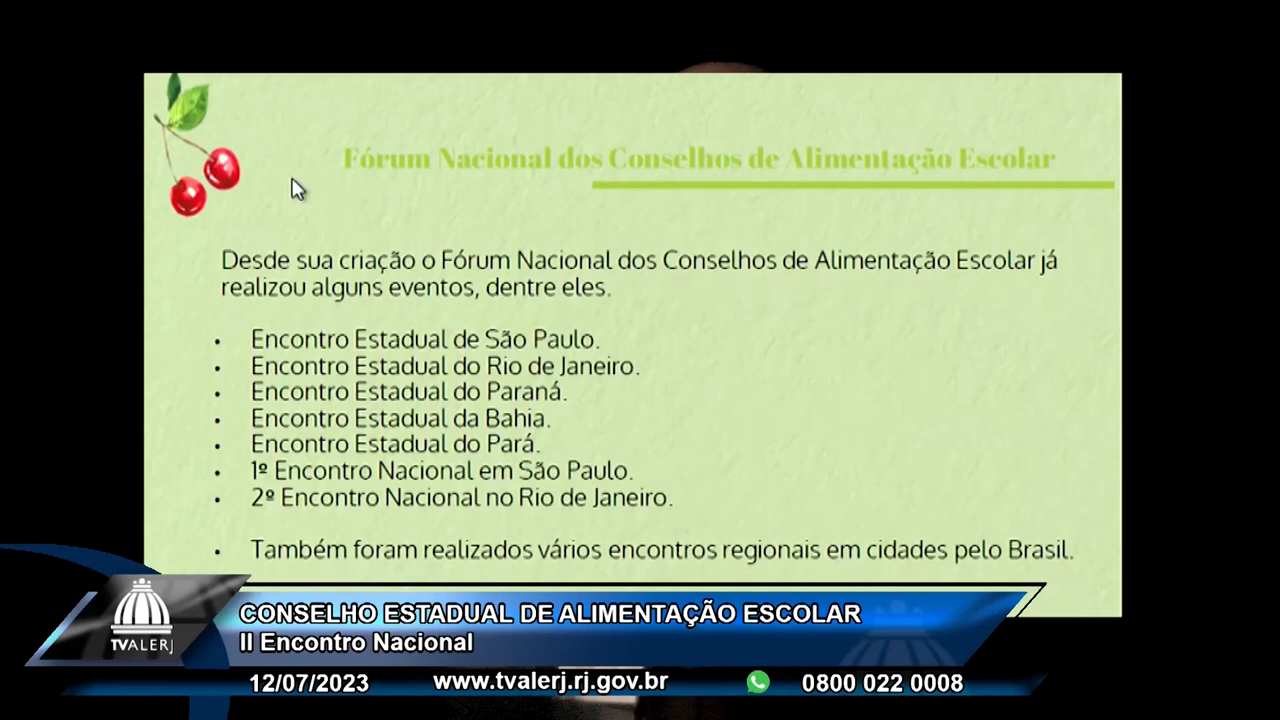 Fórum Nacional dos Conselhos de Alimentação Escolar
Desde sua criação o Fórum Nacional dos Conselhos de Alimentação Escolar já
realizou alguns eventos, dentre eles.
• Encontro Estadual de São Paulo.
• Encontro Estadual do Rio de Janeiro.
• Encontro Estadual do Paraná.
• Encontro Estadual da Bahia.
• Encontro Estadual do Pará.
• 1º Encontro Nacional em São Paulo.
• 2º Encontro Nacional no Rio de Janeiro.
• Também foram realizados vários encontros regionais em cidades pelo Brasil.
CONSELHO ESTADUAL DE ALIMENTAÇÃO ESCOLAR
II Encontro Nacional
TVALERJ
12/07/2023 www.tvalerj.rj.gov.br 0800 022 0008